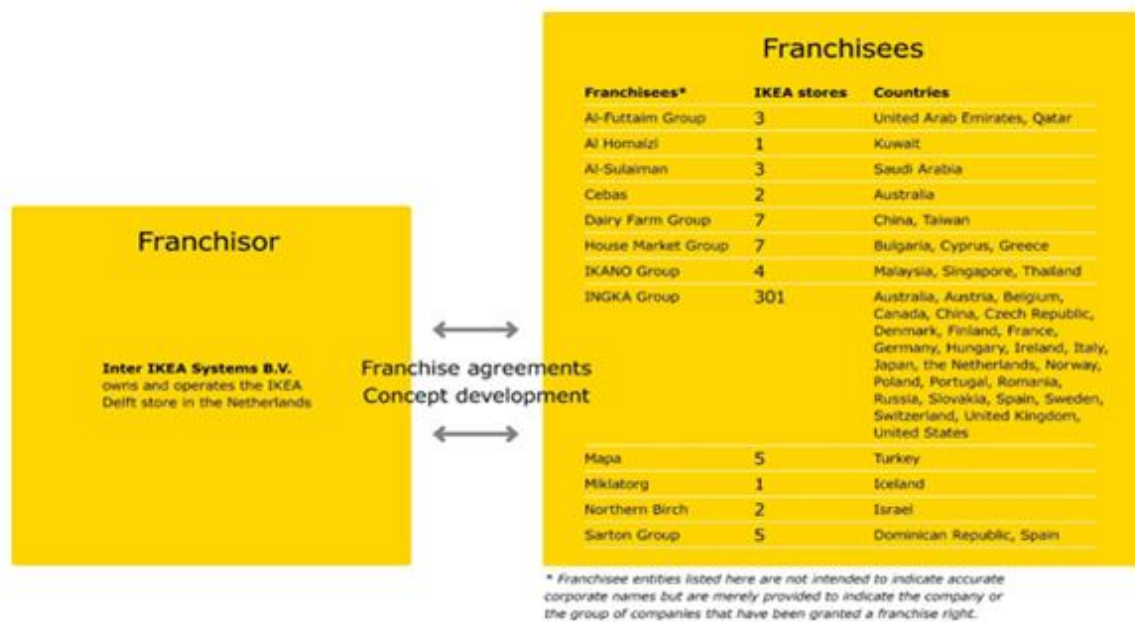 Franchisor
Inter IKEA Systems B.V.
owns and operates the IKEA
Delft store in the Netherlands
Franchise agreements
Concept development
Franchisees
Franchisees* IKEA stores Countries
Al-Futtaim Group 3 United Arab Emirates, Qatar
Al Homaizi 1 Kuwait
Al-Sulaiman 3 Saudi Arabia
Cebas 2 Australia
Dairy Farm Group 7 China, Taiwan
House Market Group 7 Bulgaria, Cyprus, Greece
IKANO Group 4 Malaysia, Singapore, Thailand
INGKA Group 301 Australia, Austria, Belgium,
Canada, China, Czech Republic,
Denmark, Finland, France,
Germany, Hungary, Ireland, Italy,
Japan, the Netherlands, Norway,
Poland, Portugal, Romania,
Russia, Slovakia, Spain, Sweden,
Switzerland, United Kingdom,
United States
Mapa 5 Turkey
Miklatorg 1 Iceland
Northern Birch 2 Israel
Sarton Group 5 Dominican Republic, Spain
* Franchisee entities listed here are not intended to indicate accurate
corporate names but are merely provided to indicate the company or
the group of companies that have been granted a franchise right.